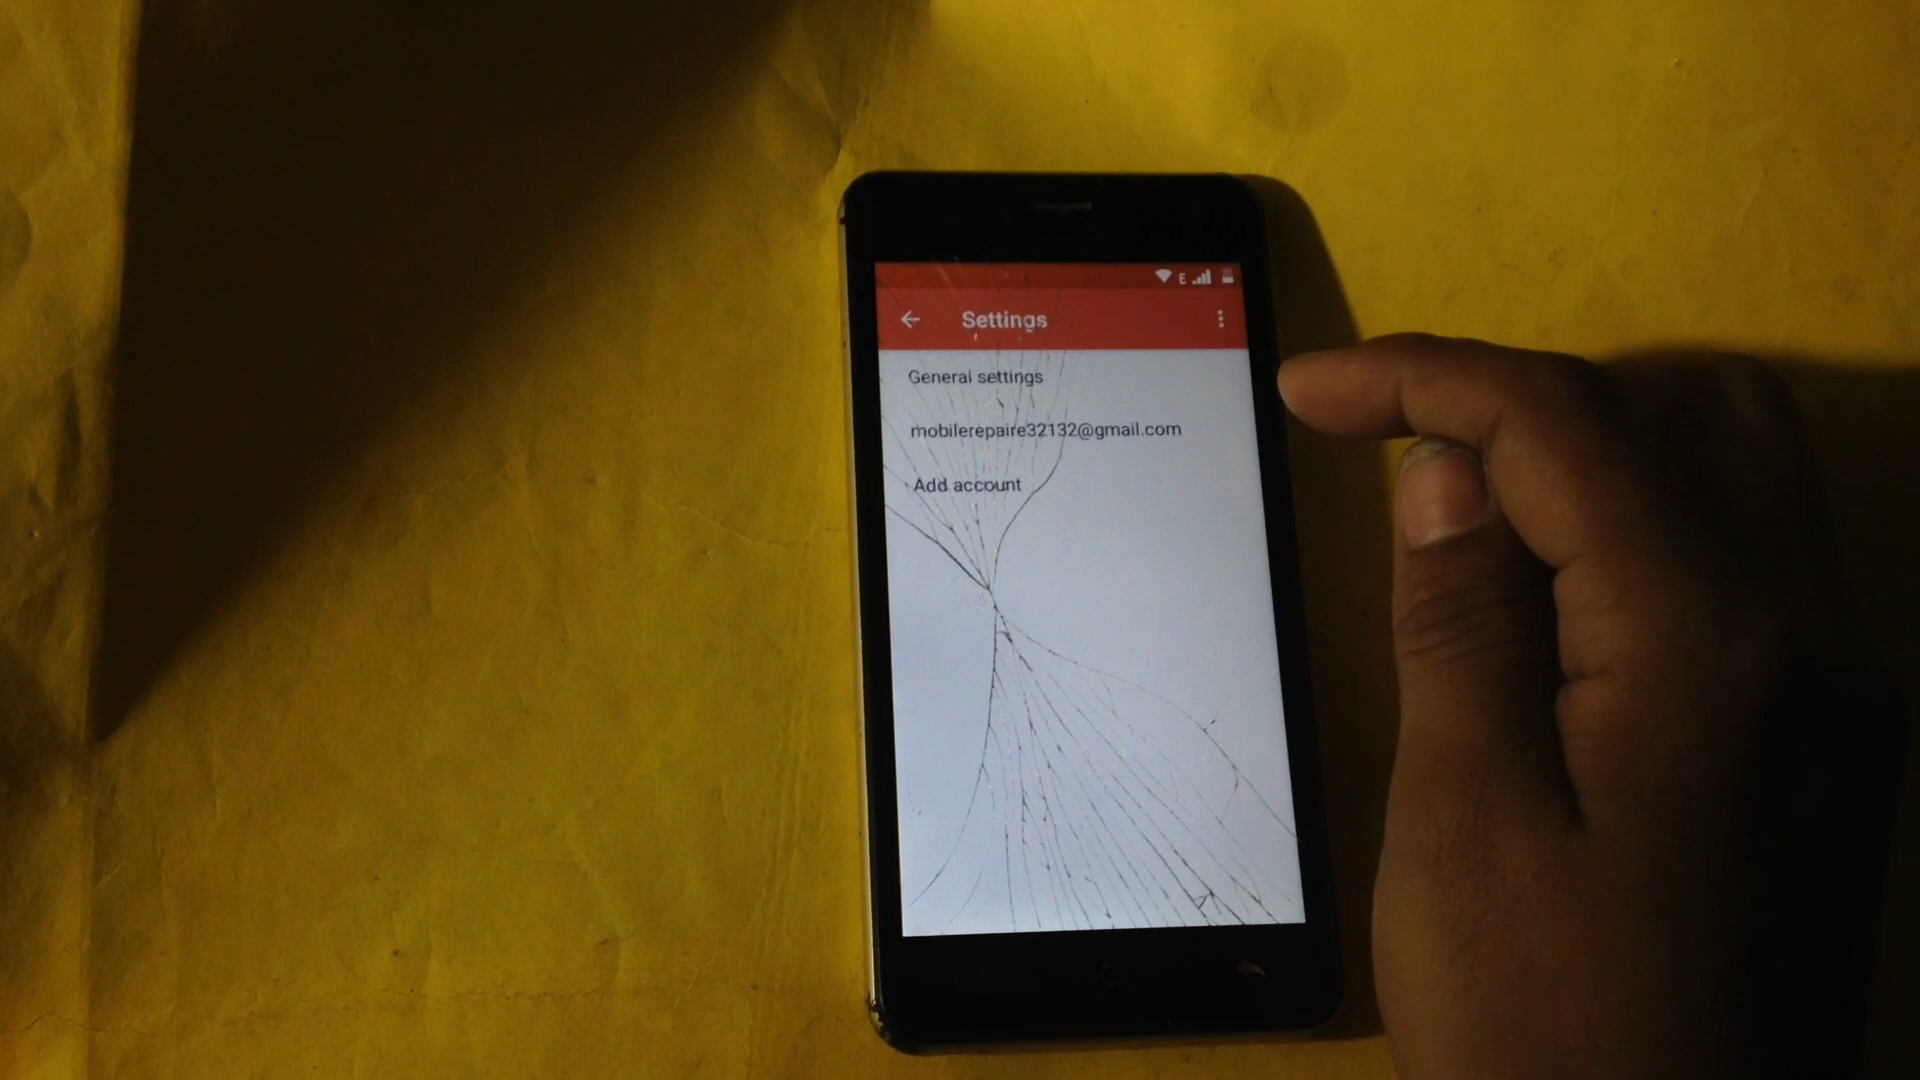 E
Settings
General settings
mobilerepaire32132@gmail.com
Add account